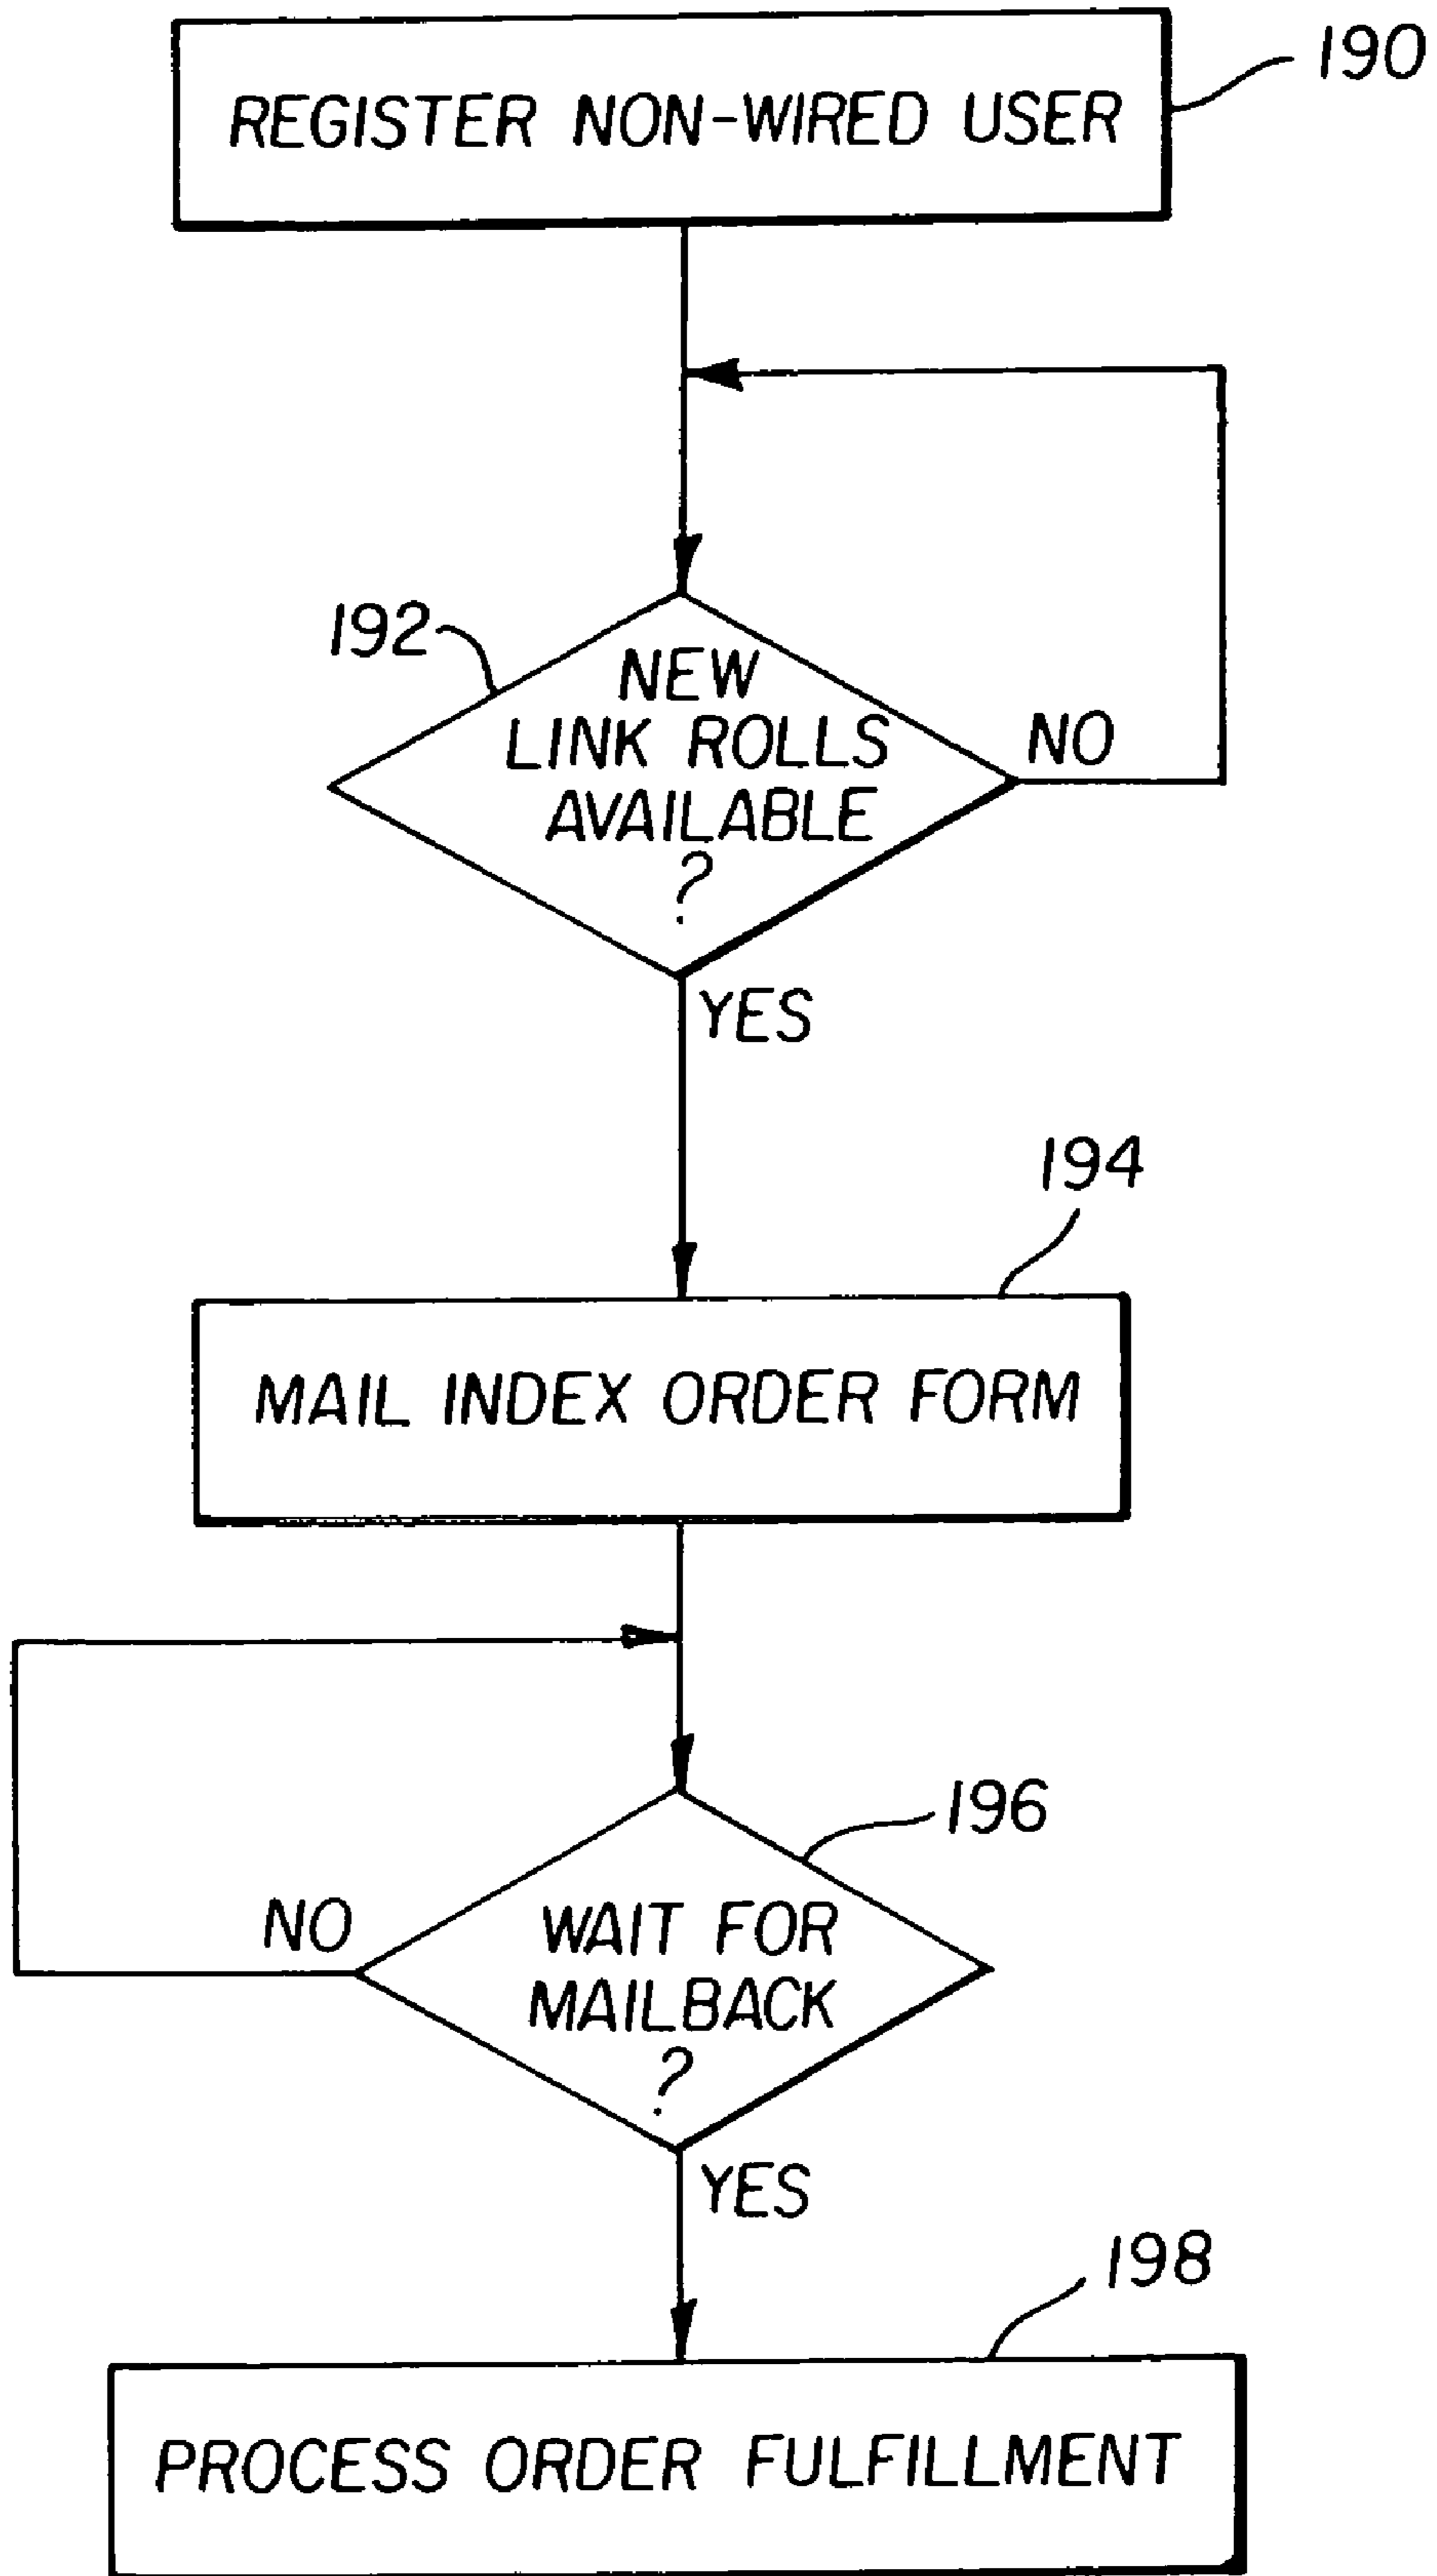 190
REGISTER NON-WIRED USER
192
NEW
LINK ROLLS
AVAILABLE
?
NO
YES
194
MAIL INDEX ORDER FORM
196
NO
WAIT FOR
MAILBACK
?
YES
198
PROCESS ORDER FULFILLMENT